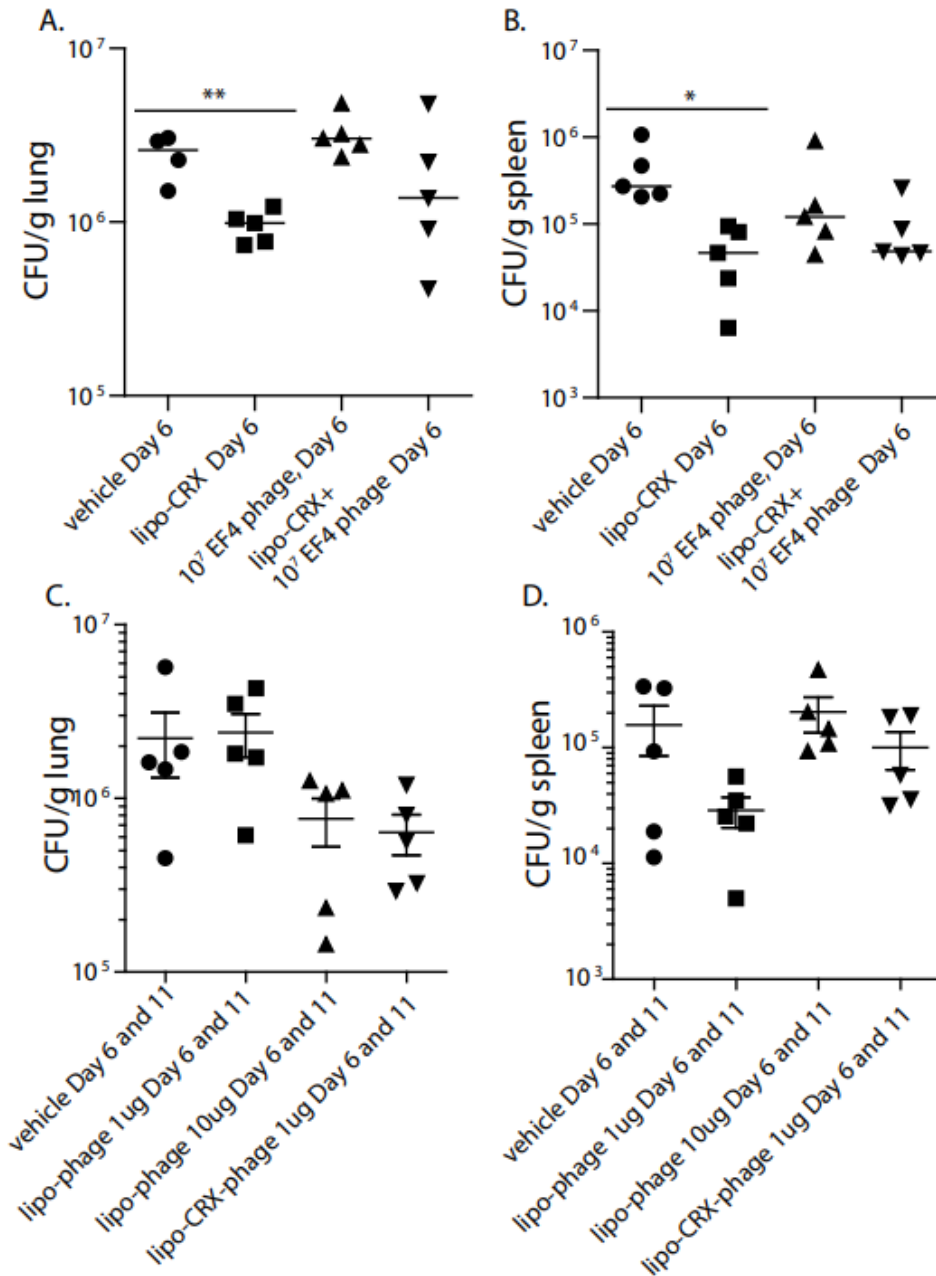 A.
10⁷
10⁶
10⁵
CFU/g lung
**
vehicle Day 6
lipo-CRX Day 6
10⁷ EF4 phage, Day 6
lipo-CRX+
10⁷ EF4 phage Day 6
B.
10⁷
10⁶
10⁵
10⁴
10³
CFU/g spleen
*
vehicle Day 6
lipo-CRX Day 6
10⁷ EF4 phage, Day 6
lipo-CRX+
10⁷ EF4 phage Day 6
C.
10⁷
10⁶
10⁵
CFU/g lung
vehicle Day 6 and 11
lipo-phage 1ug Day 6 and 11
lipo-phage 10ug Day 6 and 11
lipo-CRX-phage 1ug Day 6 and 11
D.
10⁶
10⁵
10⁴
10³
CFU/g spleen
vehicle Day 6 and 11
lipo-phage 1ug Day 6 and 11
lipo-phage 10ug Day 6 and 11
lipo-CRX-phage 1ug Day 6 and 11